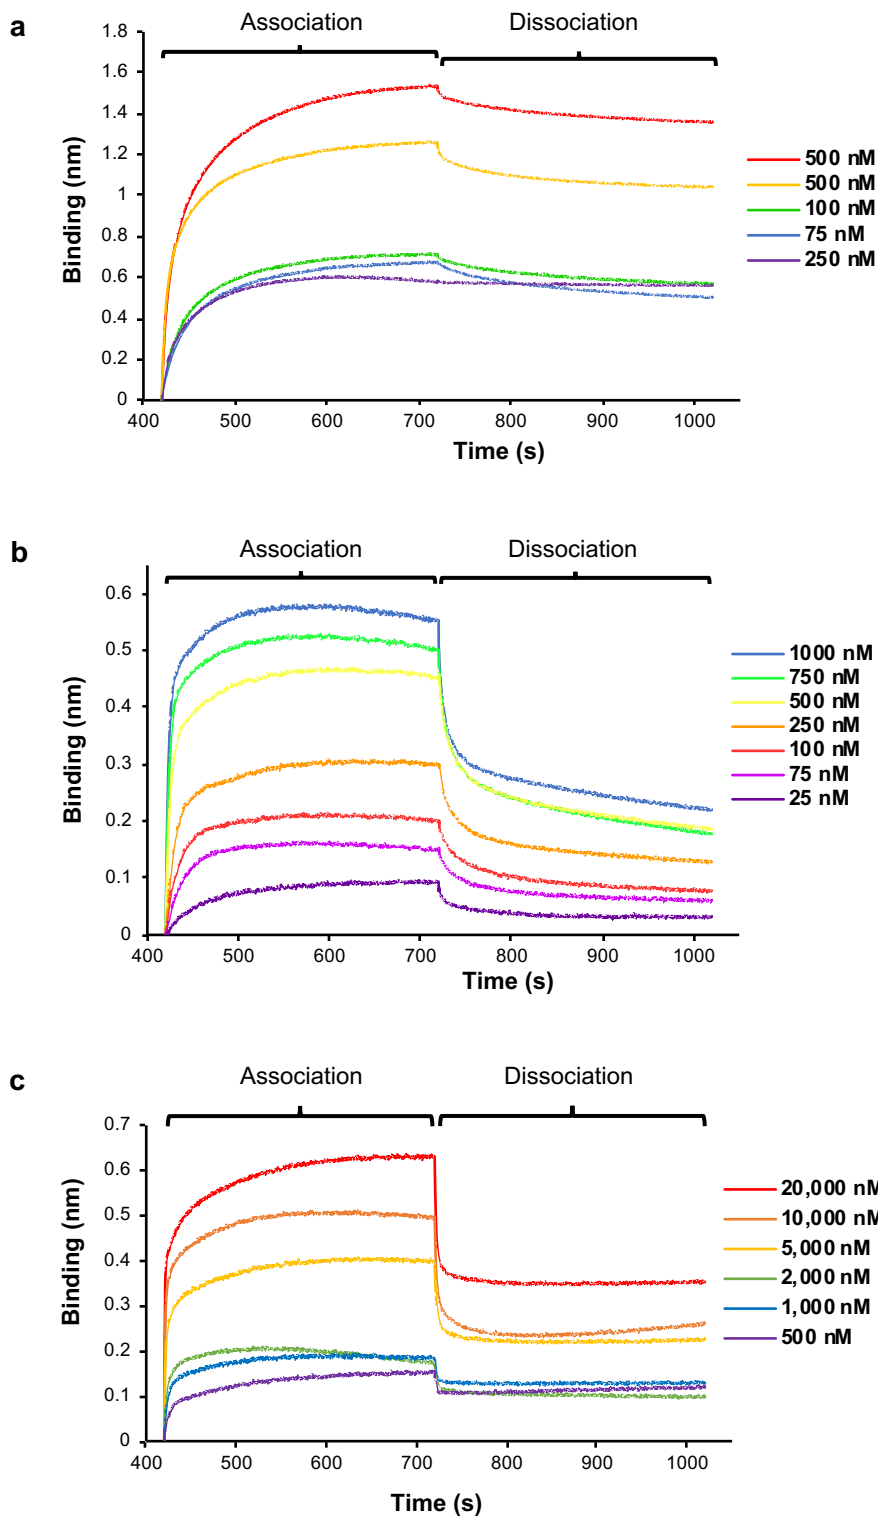 a
Association
Dissociation
1.8
1.6
1.4
1.2
1
0.8
0.6
0.4
0.2
0
Binding (nm)
400
500
600
700
800
900
1000
Time (s)
500 nM
500 nM
100 nM
75 nM
250 nM
b
Association
Dissociation
0.6
0.5
0.4
0.3
0.2
0.1
0
Binding (nm)
400
500
600
700
800
900
1000
Time (s)
1000 nM
750 nM
500 nM
250 nM
100 nM
75 nM
25 nM
c
Association
Dissociation
0.7
0.6
0.5
0.4
0.3
0.2
0.1
0
Binding (nm)
400
500
600
700
800
900
1000
Time (s)
20,000 nM
10,000 nM
5,000 nM
2,000 nM
1,000 nM
500 nM